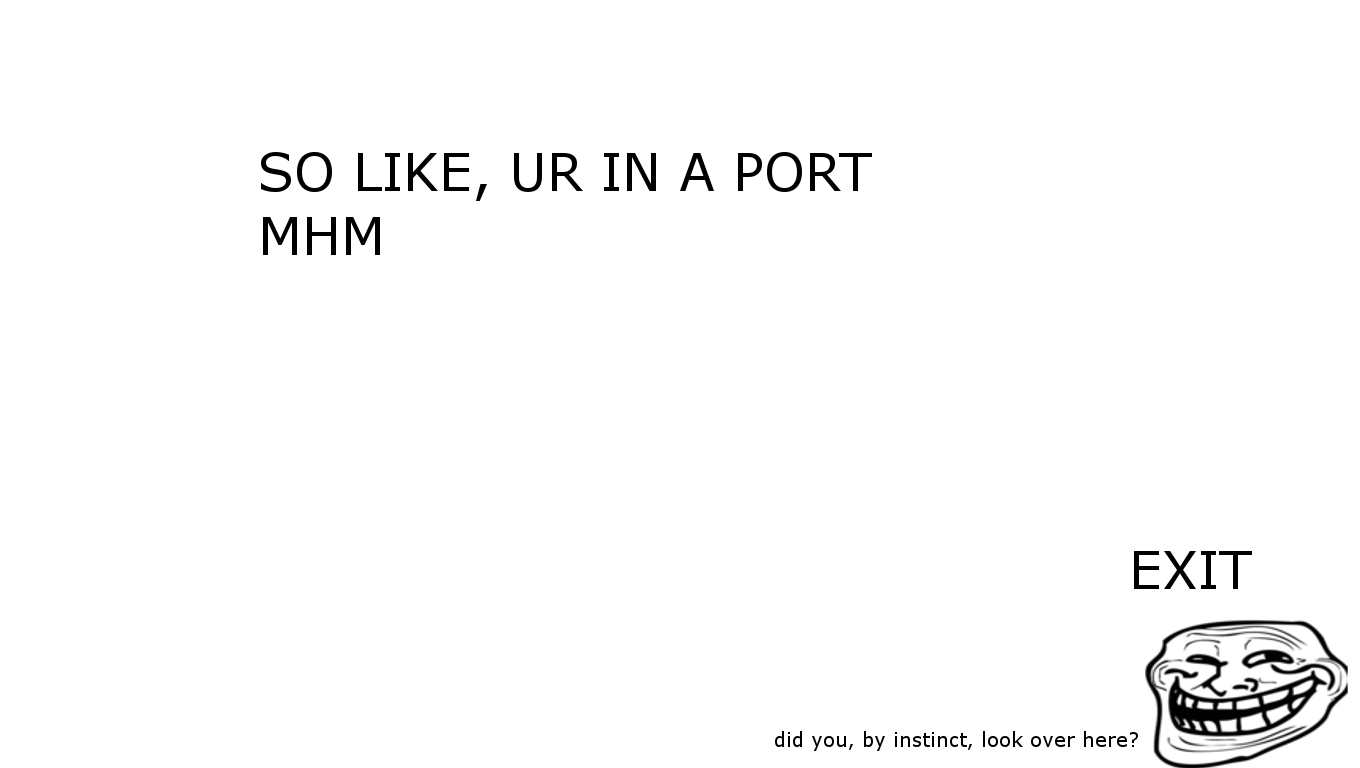 SO LIKE, UR IN A PORT
MHM
EXIT
did you, by instinct, look over here?